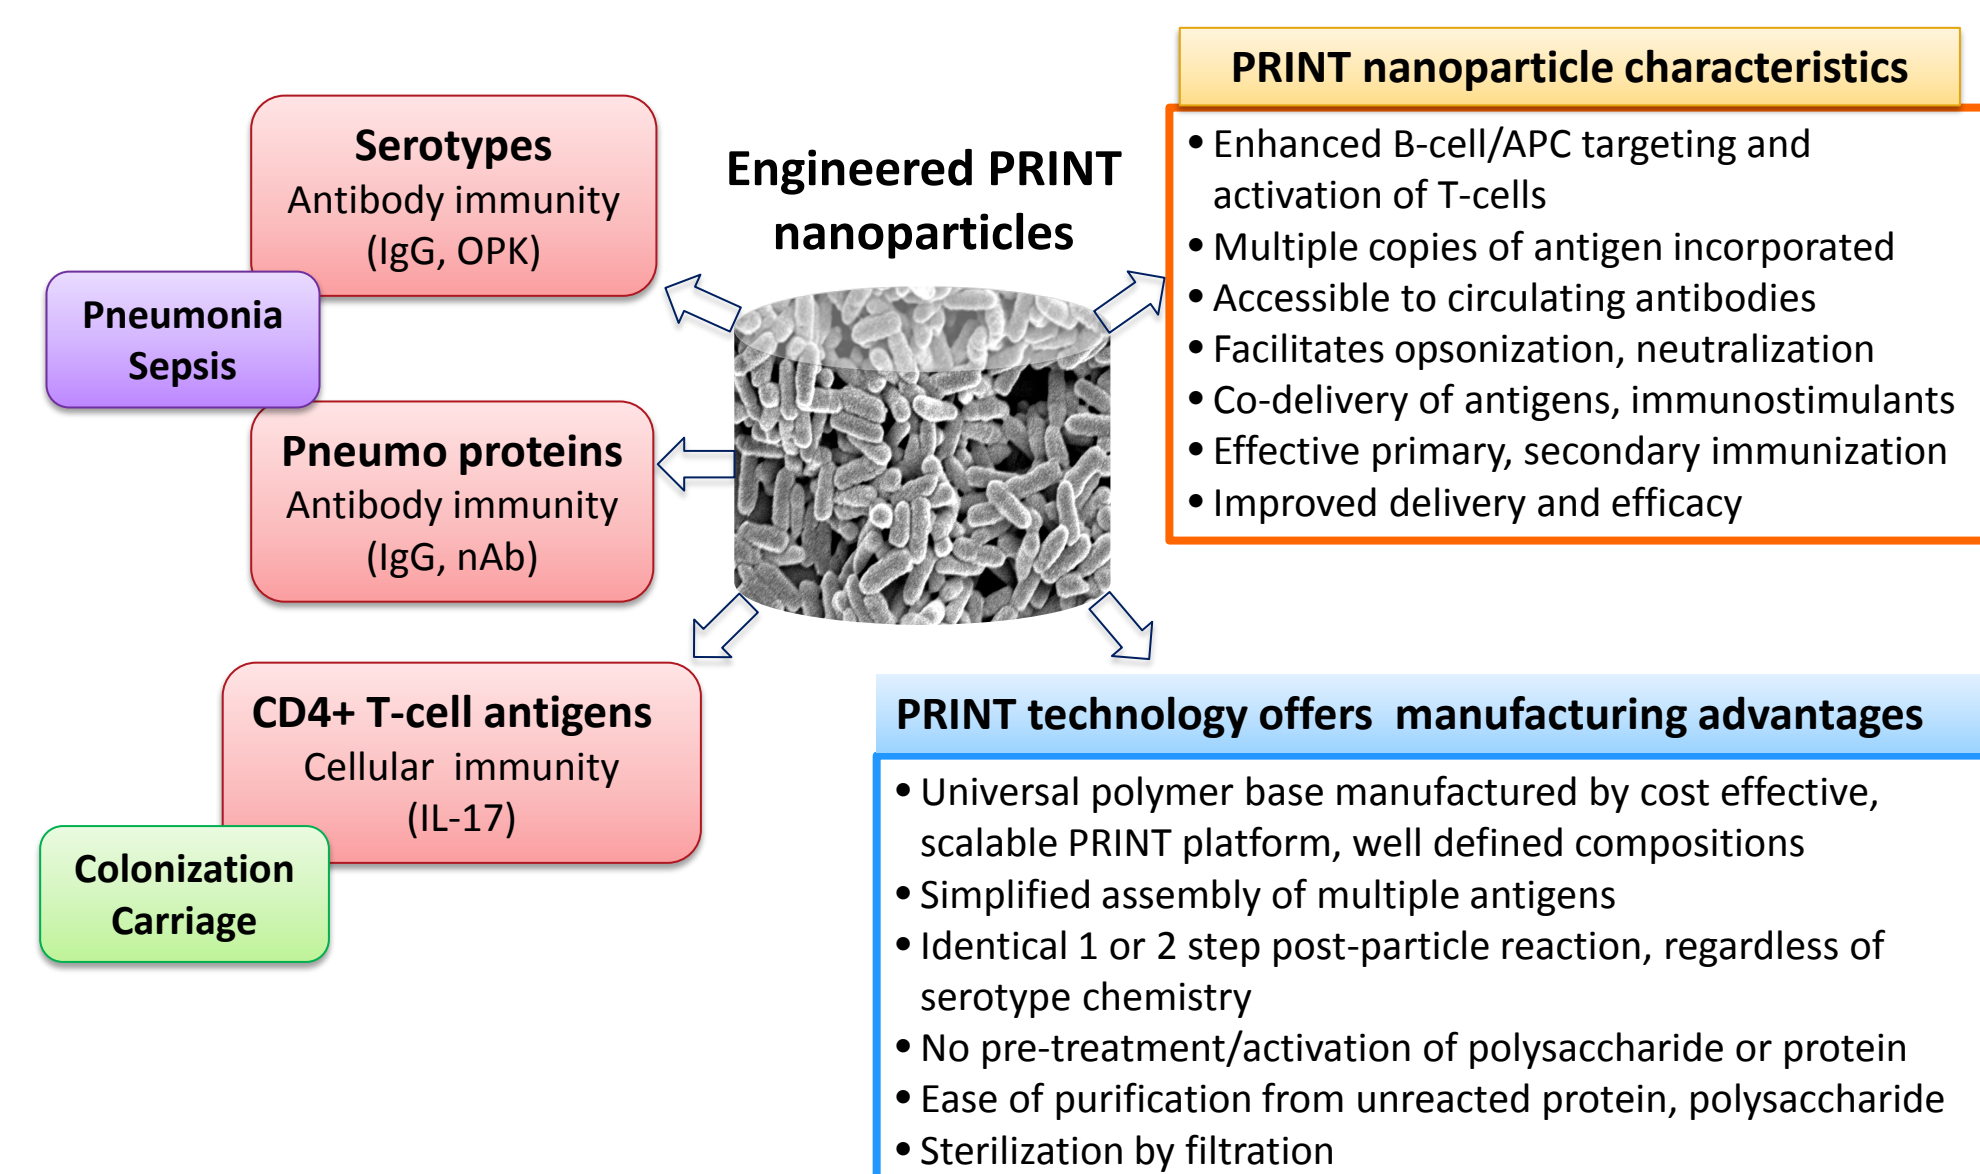 Serotypes
Antibody immunity
(IgG, OPK)
Pneumonia
Sepsis
Pneumo proteins
Antibody immunity
(IgG, nAb)
CD4+ T-cell antigens
Cellular immunity
(IL-17)
Colonization
Carriage
Engineered PRINT
nanoparticles
PRINT nanoparticle characteristics
• Enhanced B-cell/APC targeting and
activation of T-cells
• Multiple copies of antigen incorporated
• Accessible to circulating antibodies
• Facilitates opsonization, neutralization
• Co-delivery of antigens, immunostimulants
• Effective primary, secondary immunization
• Improved delivery and efficacy
PRINT technology offers manufacturing advantages
• Universal polymer base manufactured by cost effective,
scalable PRINT platform, well defined compositions
• Simplified assembly of multiple antigens
• Identical 1 or 2 step post-particle reaction, regardless of
serotype chemistry
• No pre-treatment/activation of polysaccharide or protein
• Ease of purification from unreacted protein, polysaccharide
• Sterilization by filtration